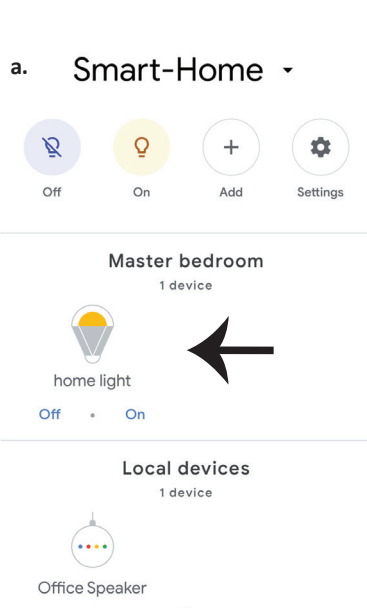 a. Smart-Home
Off On Add Settings
Master bedroom
1 device
home light
Off • On
Local devices
1 device
Office Speaker